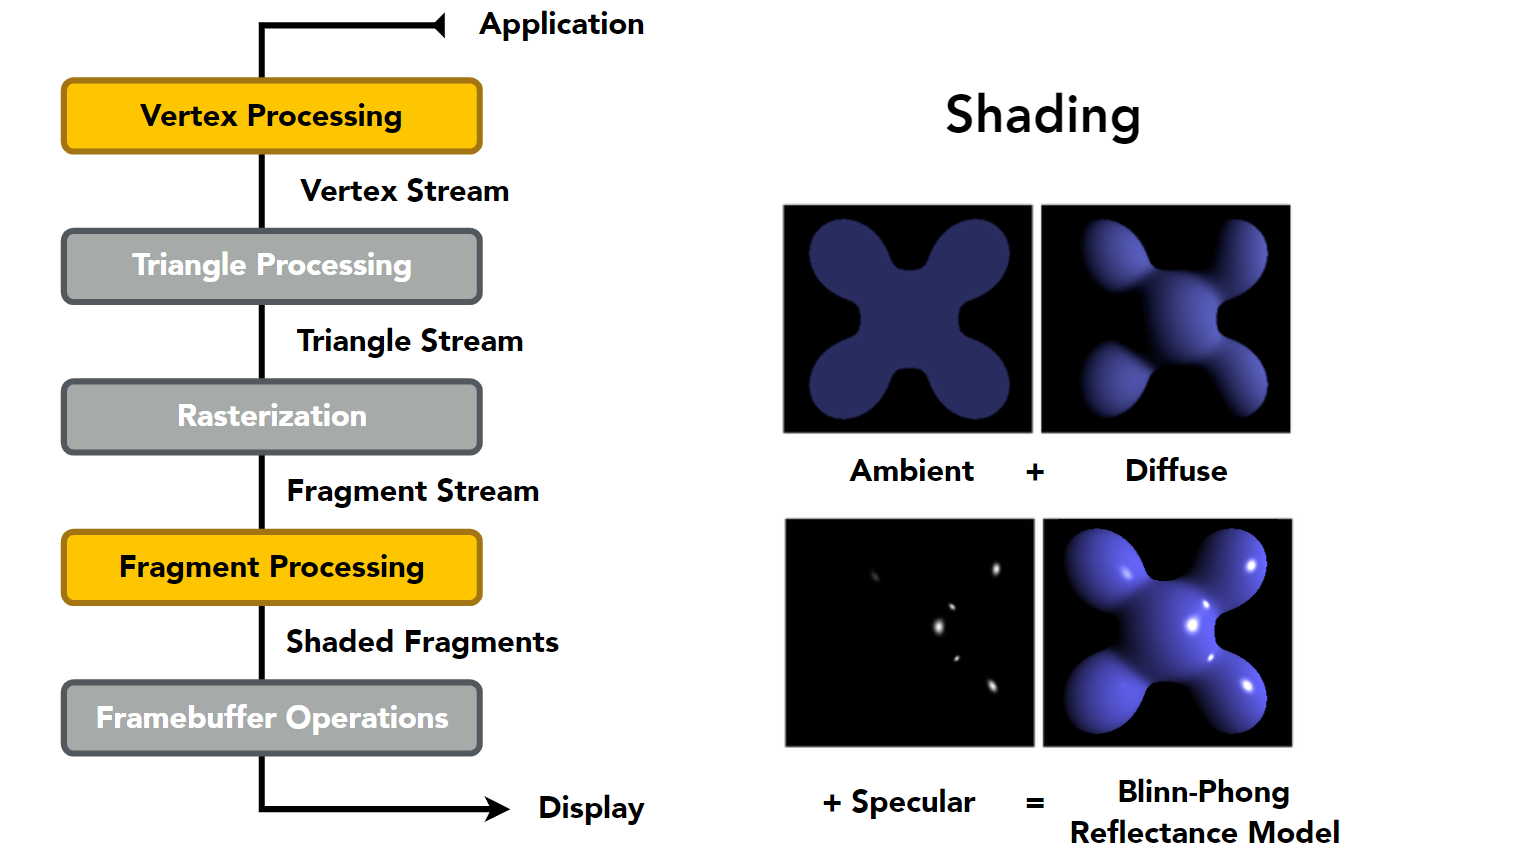 Application
Vertex Processing
Vertex Stream
Triangle Processing
Triangle Stream
Rasterization
Fragment Stream
Fragment Processing
Shaded Fragments
Framebuffer Operations
Display
Shading
Ambient + Diffuse
+ Specular = Blinn-Phong
Reflectance Model